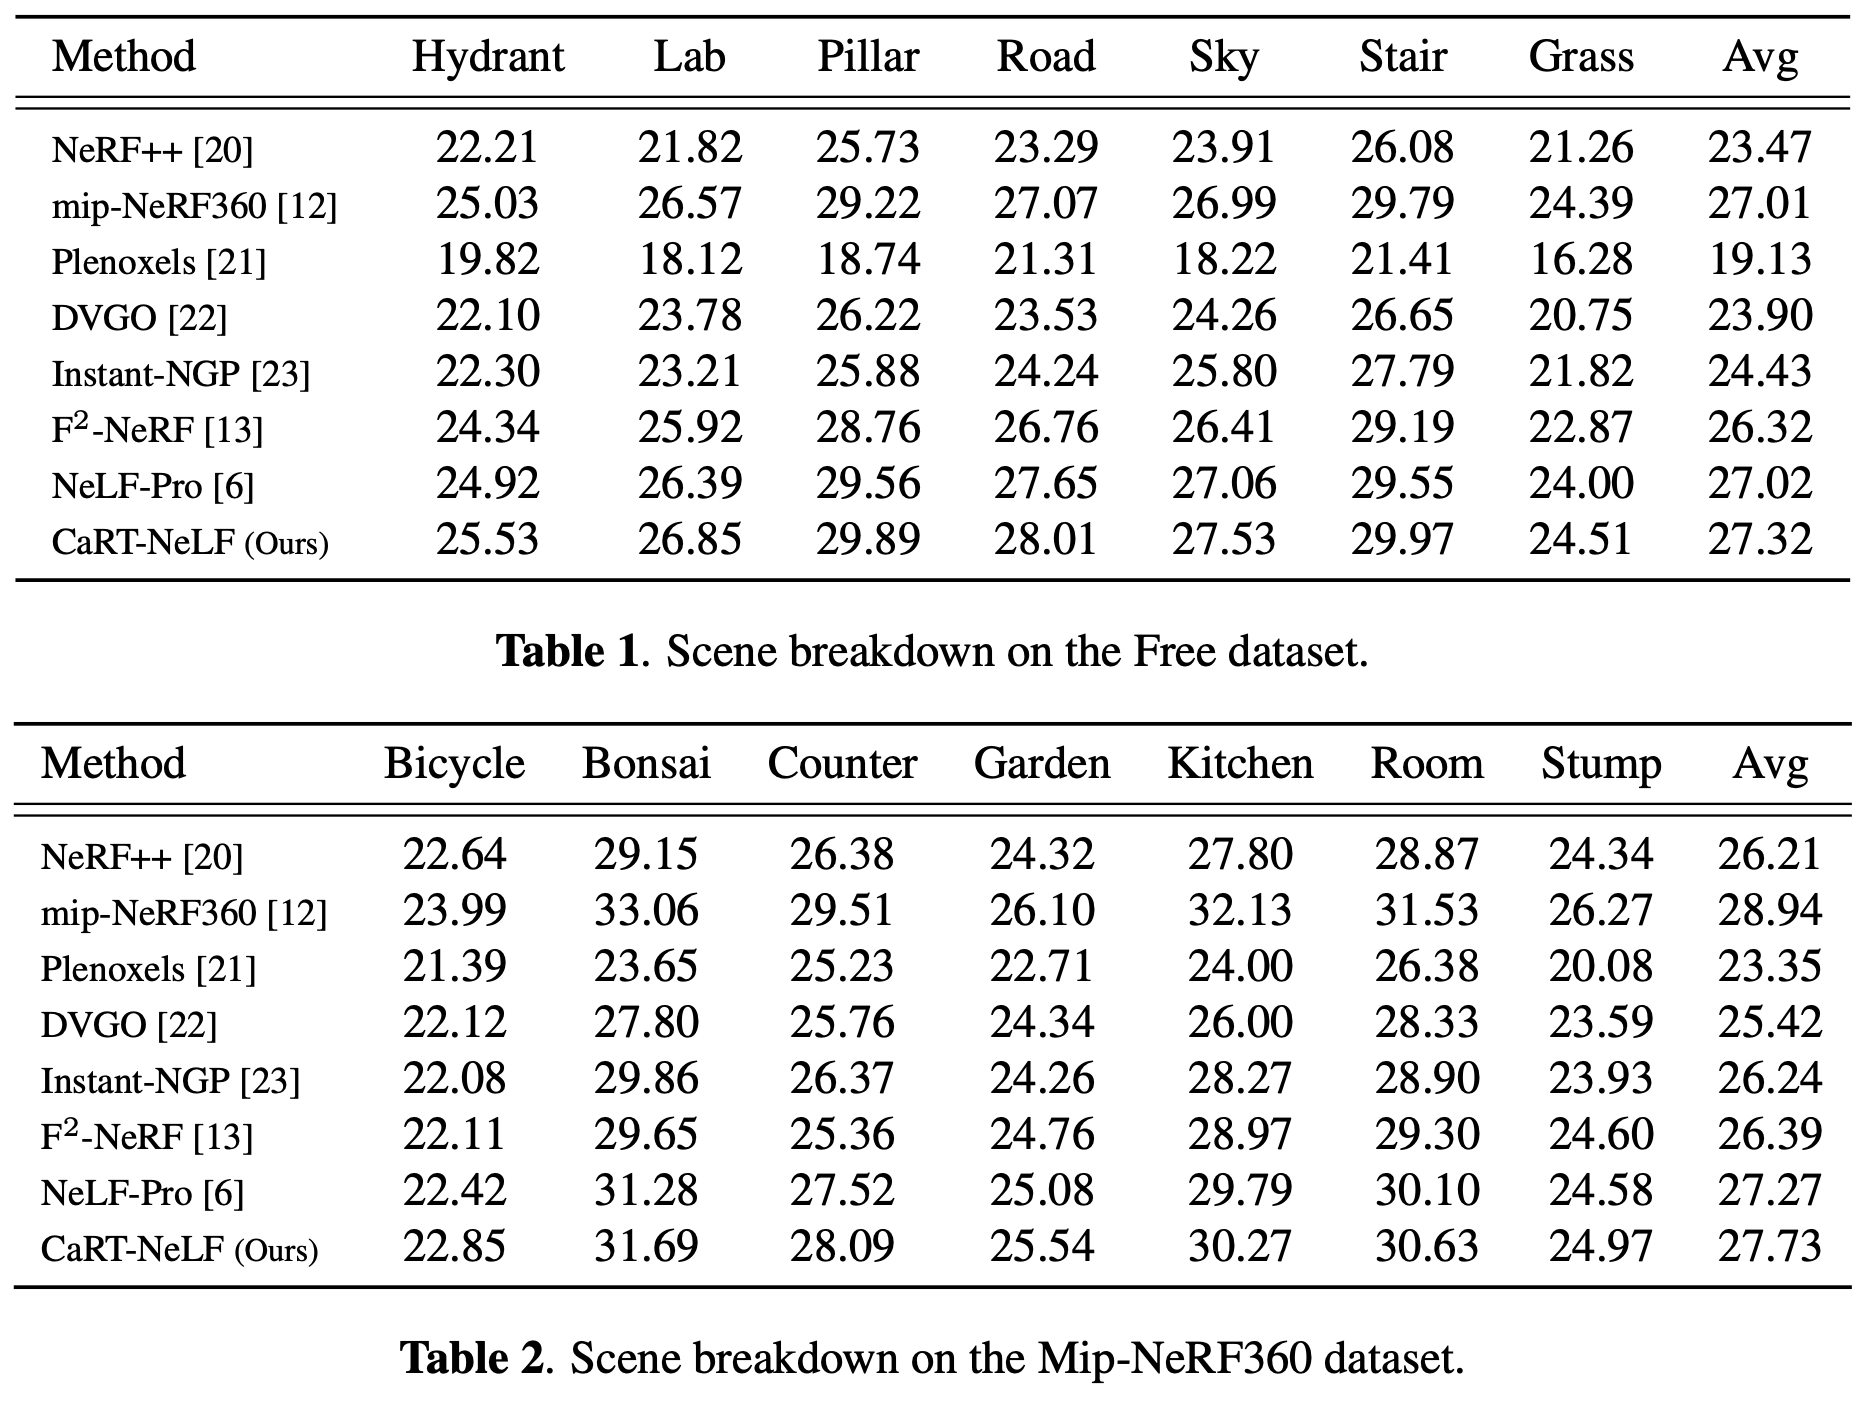 Method Hydrant Lab Pillar Road Sky Stair Grass Avg
NeRF++ [20] 22.21 21.82 25.73 23.29 23.91 26.08 21.26 23.47
mip-NeRF360 [12] 25.03 26.57 29.22 27.07 26.99 29.79 24.39 27.01
Plenoxels [21] 19.82 18.12 18.74 21.31 18.22 21.41 16.28 19.13
DVGO [22] 22.10 23.78 26.22 23.53 24.26 26.65 20.75 23.90
Instant-NGP [23] 22.30 23.21 25.88 24.24 25.80 27.79 21.82 24.43
F²-NeRF [13] 24.34 25.92 28.76 26.76 26.41 29.19 22.87 26.32
NeLF-Pro [6] 24.92 26.39 29.56 27.65 27.06 29.55 24.00 27.02
CaRT-NeLF (Ours) 25.53 26.85 29.89 28.01 27.53 29.97 24.51 27.32
Table 1. Scene breakdown on the Free dataset.
Method Bicycle Bonsai Counter Garden Kitchen Room Stump Avg
NeRF++ [20] 22.64 29.15 26.38 24.32 27.80 28.87 24.34 26.21
mip-NeRF360 [12] 23.99 33.06 29.51 26.10 32.13 31.53 26.27 28.94
Plenoxels [21] 21.39 23.65 25.23 22.71 24.00 26.38 20.08 23.35
DVGO [22] 22.12 27.80 25.76 24.34 26.00 28.33 23.59 25.42
Instant-NGP [23] 22.08 29.86 26.37 24.26 28.27 28.90 23.93 26.24
F²-NeRF [13] 22.11 29.65 25.36 24.76 28.97 29.30 24.60 26.39
NeLF-Pro [6] 22.42 31.28 27.52 25.08 29.79 30.10 24.58 27.27
CaRT-NeLF (Ours) 22.85 31.69 28.09 25.54 30.27 30.63 24.97 27.73
Table 2. Scene breakdown on the Mip-NeRF360 dataset.